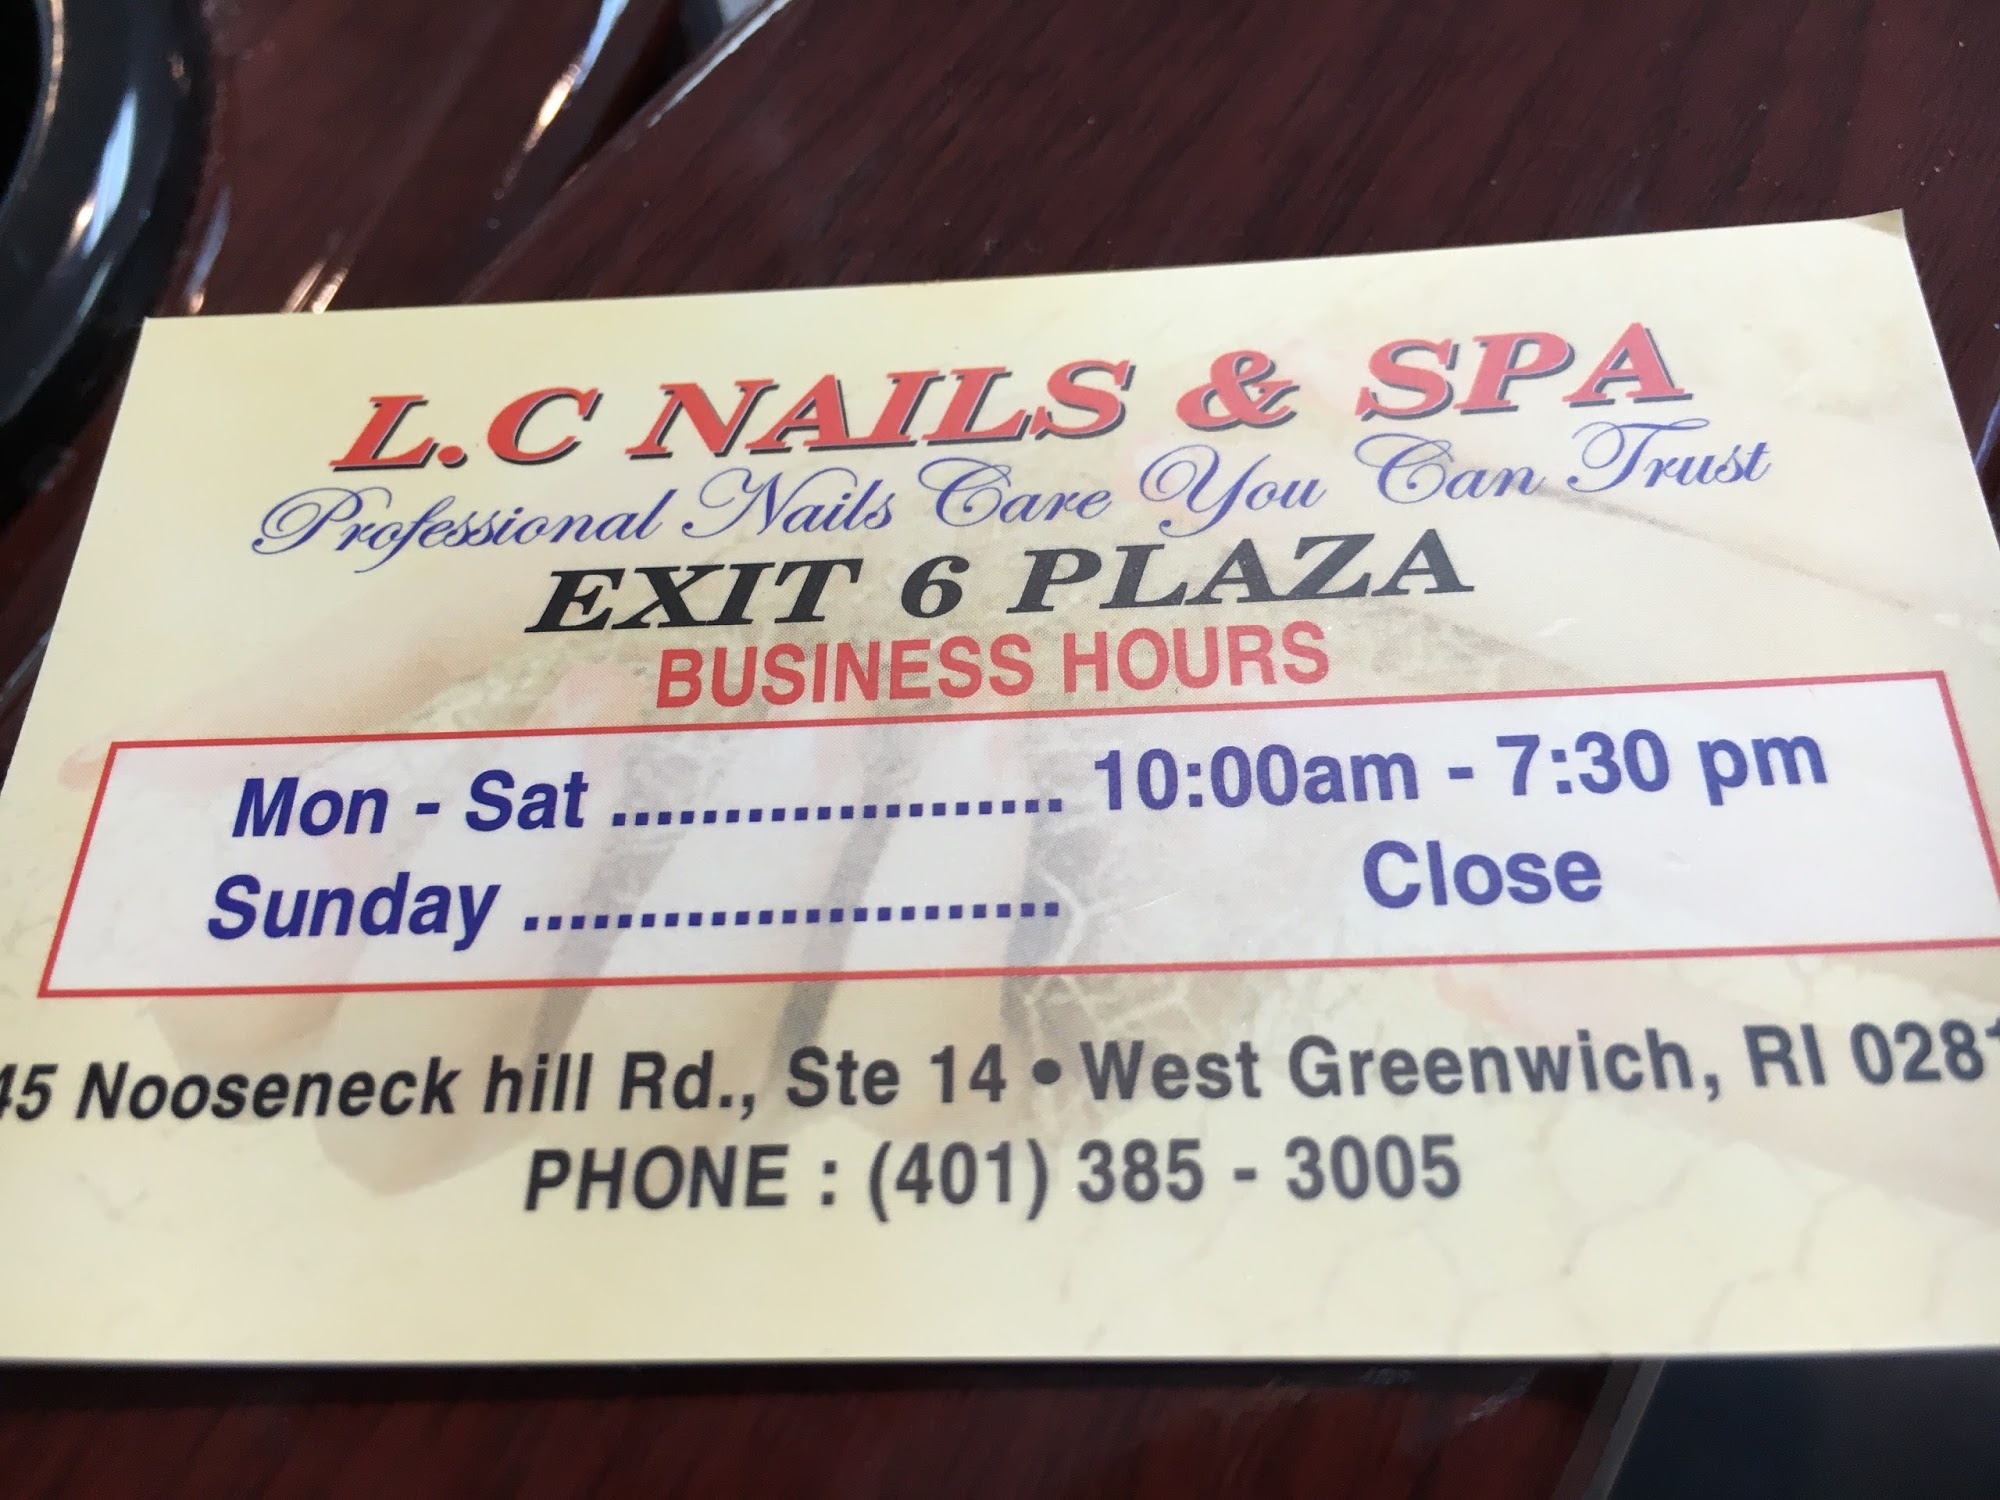 L.C NAILS & SPA
Professional Nails Care You Can Trust
EXIT 6 PLAZA
BUSINESS HOURS
Mon - Sat .................... 10:00am - 7:30 pm
Sunday ........................ Close
Nooseneck hill Rd., Ste 14 • West Greenwich, RI
PHONE : (401) 385 - 3005